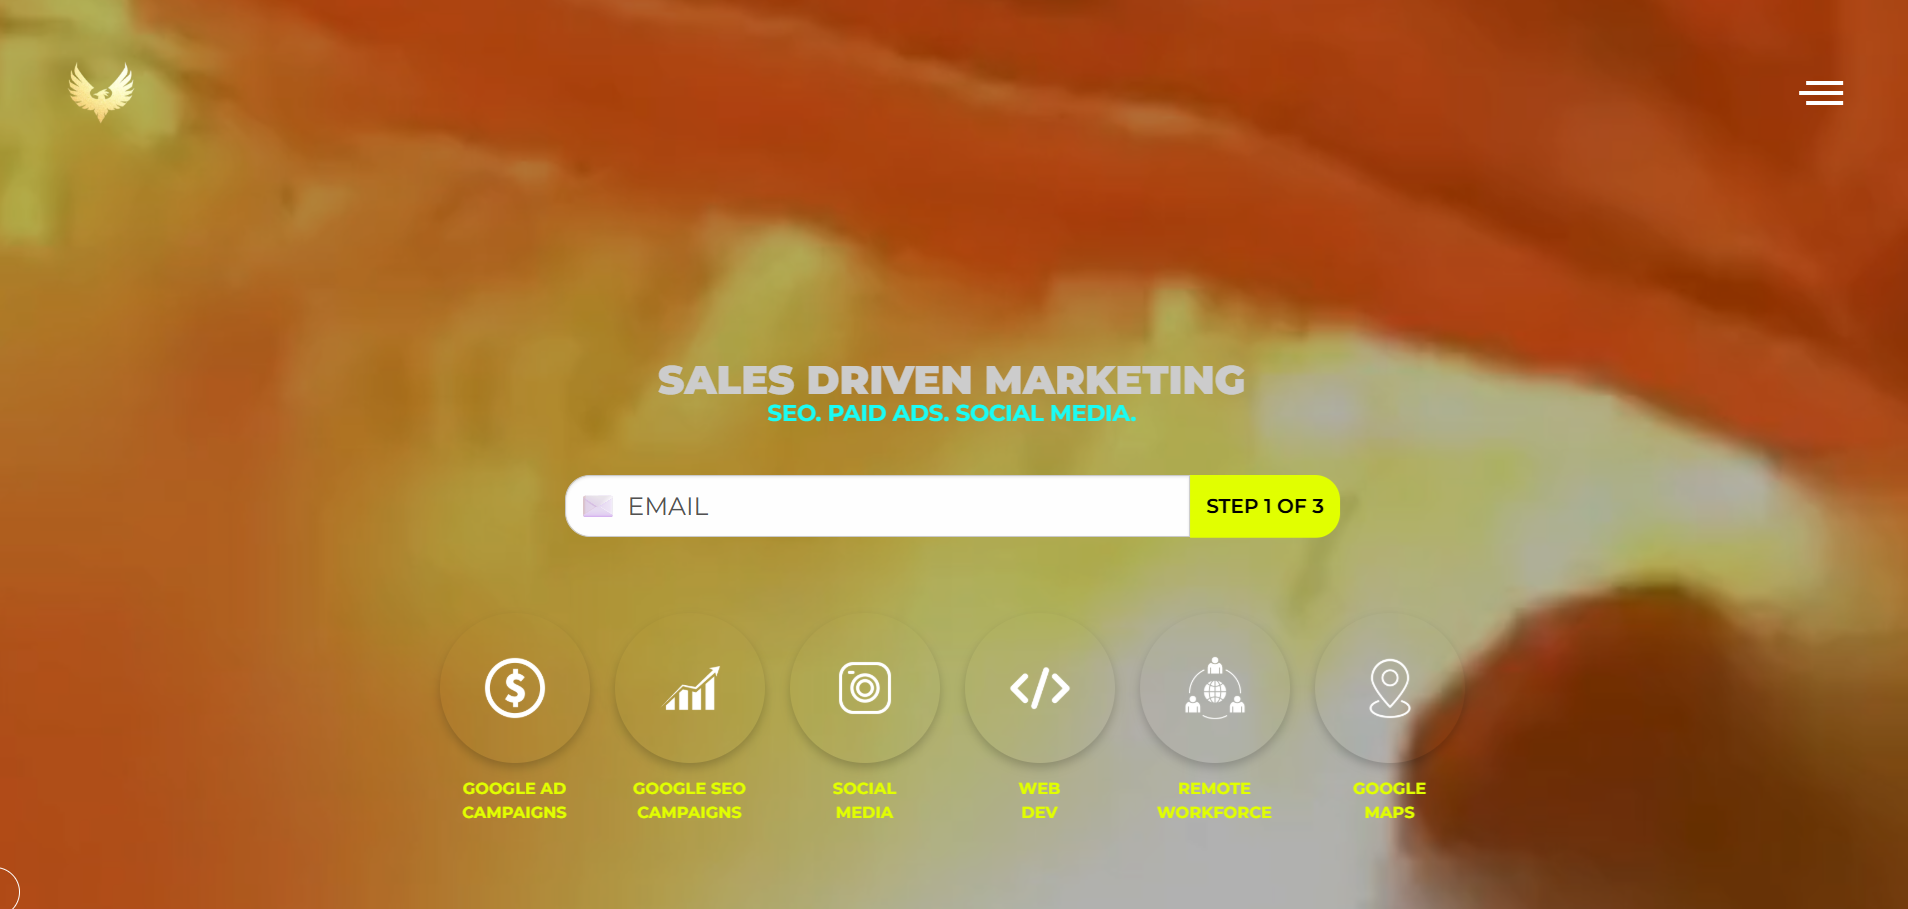 SALES DRIVEN MARKETING
SEO. PAID ADS. SOCIAL MEDIA.
EMAIL
STEP 1 OF 3
GOOGLE AD
CAMPAIGNS
GOOGLE SEO
CAMPAIGNS
SOCIAL
MEDIA
WEB
DEV
REMOTE
WORKFORCE
GOOGLE
MAPS